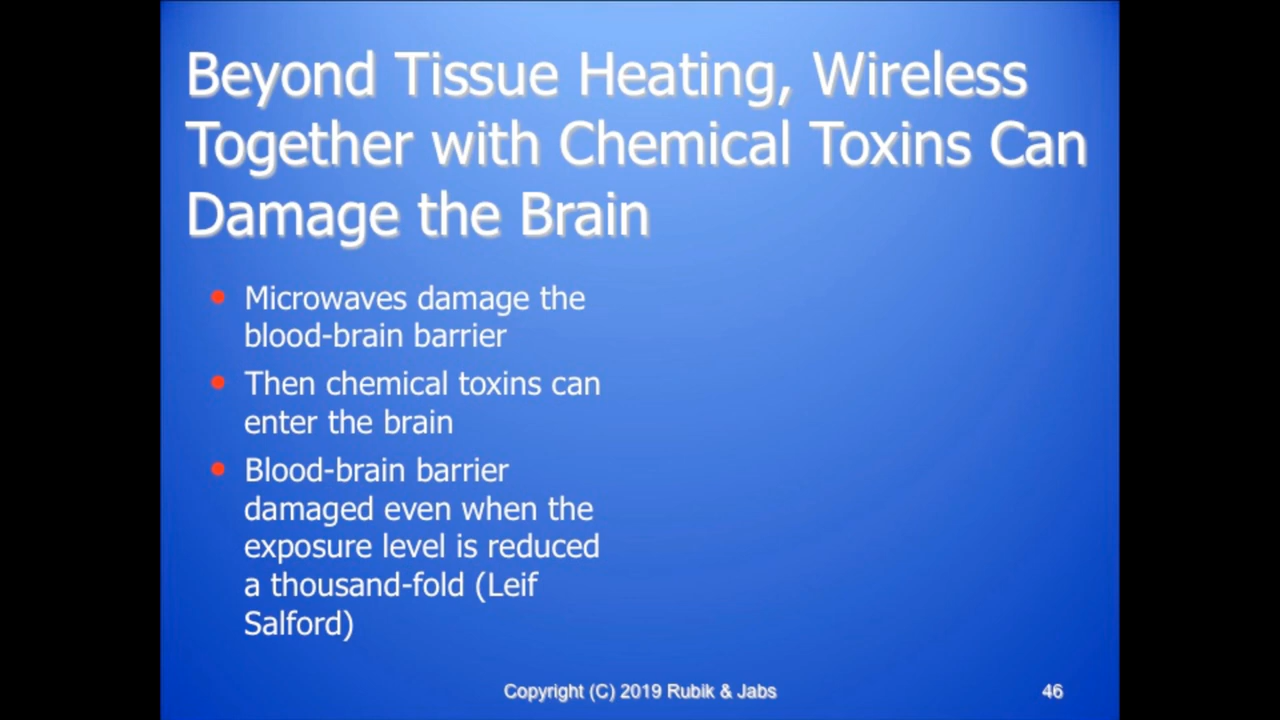 Beyond Tissue Heating, Wireless
Together with Chemical Toxins Can
Damage the Brain
Microwaves damage the
blood-brain barrier
Then chemical toxins can
enter the brain
Blood-brain barrier
damaged even when the
exposure level is reduced
a thousand-fold (Leif
Salford)
Copyright (C) 2019 Rubik & Jabs
46